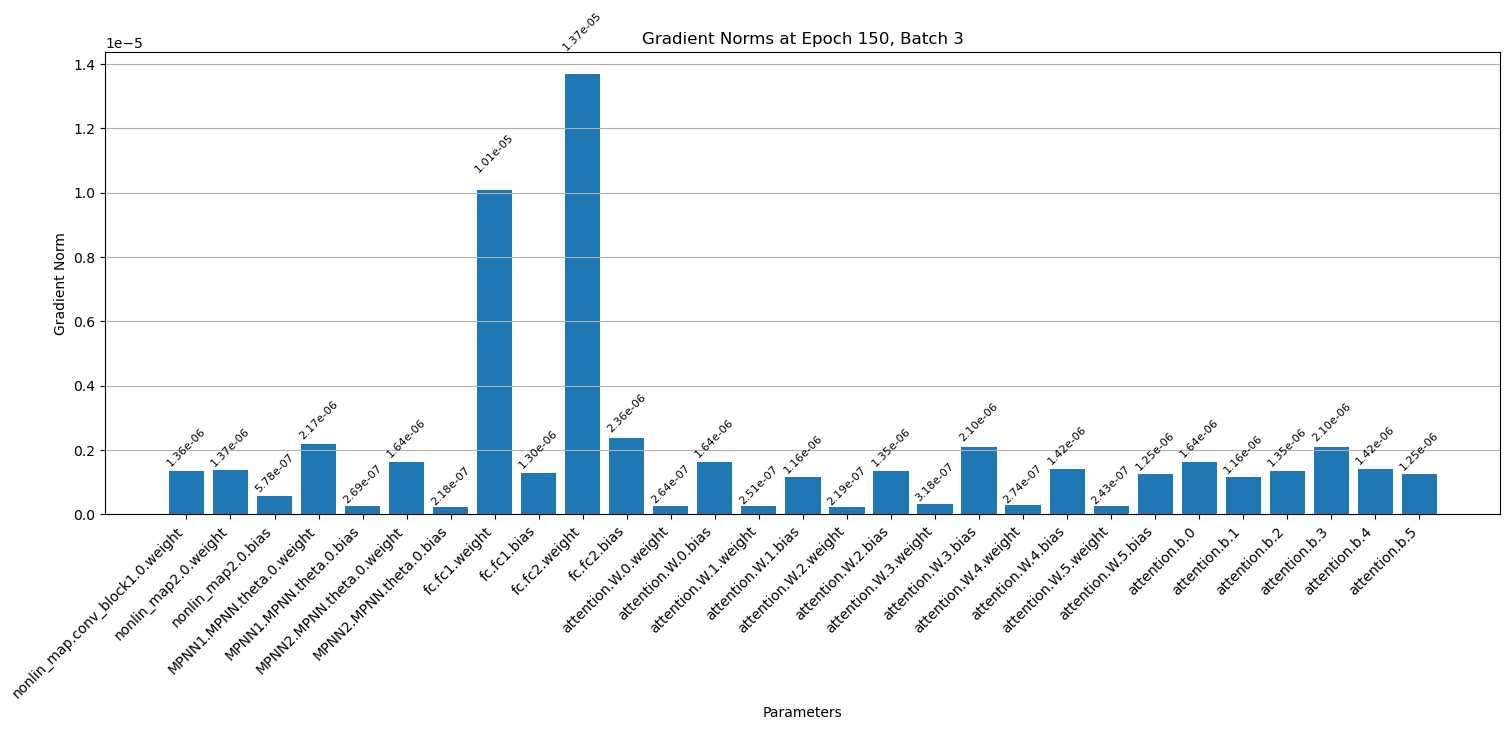 Gradient Norms at Epoch 150, Batch 3
1e−5
1.4
1.2
1.0
0.8
0.6
0.4
0.2
0.0
Gradient Norm
1.36e-06
1.37e-06
5.78e-07
2.17e-06
2.69e-07
1.64e-06
2.18e-07
1.01e-05
1.30e-06
1.37e-05
2.36e-06
2.64e-07
1.64e-06
2.51e-07
1.16e-06
2.19e-07
1.35e-06
3.18e-07
2.10e-06
2.74e-07
1.42e-06
2.43e-07
1.25e-06
1.64e-06
1.16e-06
1.35e-06
2.10e-06
1.42e-06
1.25e-06
nonlin_map.conv_block1.0.weight
nonlin_map2.0.weight
nonlin_map2.0.bias
MPNN1.MPNN.theta.0.weight
MPNN1.MPNN.theta.0.bias
MPNN2.MPNN.theta.0.weight
MPNN2.MPNN.theta.0.bias
fc.fc1.weight
fc.fc1.bias
fc.fc2.weight
fc.fc2.bias
attention.W.0.weight
attention.W.0.bias
attention.W.1.weight
attention.W.1.bias
attention.W.2.weight
attention.W.2.bias
attention.W.3.weight
attention.W.3.bias
attention.W.4.weight
attention.W.4.bias
attention.W.5.weight
attention.W.5.bias
attention.b.0
attention.b.1
attention.b.2
attention.b.3
attention.b.4
attention.b.5
Parameters